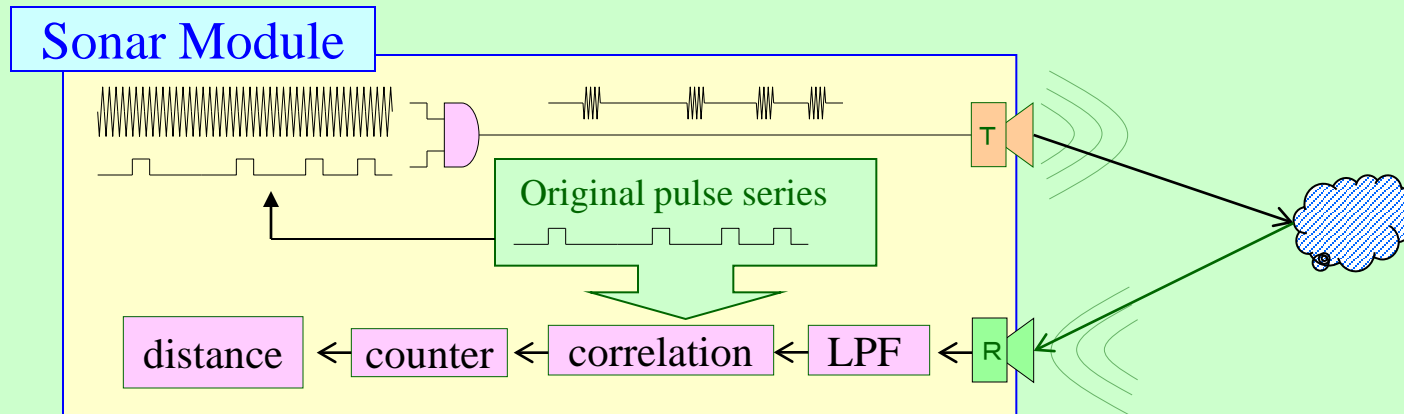 Sonar Module
T
Original pulse series
distance
counter
correlation
LPF
R